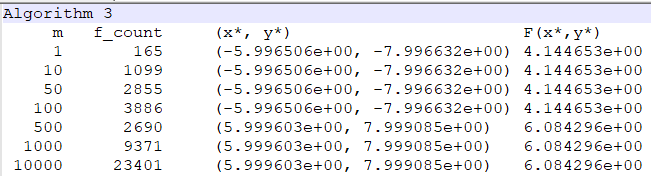 Algorithm 3
m f_count (x*, y*) F(x*,y*)
1 165 (-5.996506e+00, -7.996632e+00) 4.144653e+00
10 1099 (-5.996506e+00, -7.996632e+00) 4.144653e+00
50 2855 (-5.996506e+00, -7.996632e+00) 4.144653e+00
100 3886 (-5.996506e+00, -7.996632e+00) 4.144653e+00
500 2690 (5.999603e+00, 7.999085e+00) 6.084296e+00
1000 9371 (5.999603e+00, 7.999085e+00) 6.084296e+00
10000 23401 (5.999603e+00, 7.999085e+00) 6.084296e+00